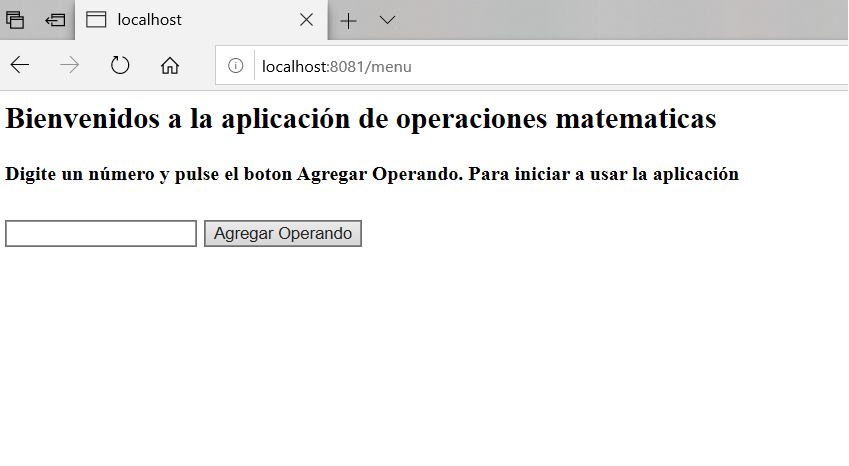 localhost
localhost:8081/menu
Bienvenidos a la aplicación de operaciones matematicas
Digite un número y pulse el boton Agregar Operando. Para iniciar a usar la aplicación
Agregar Operando